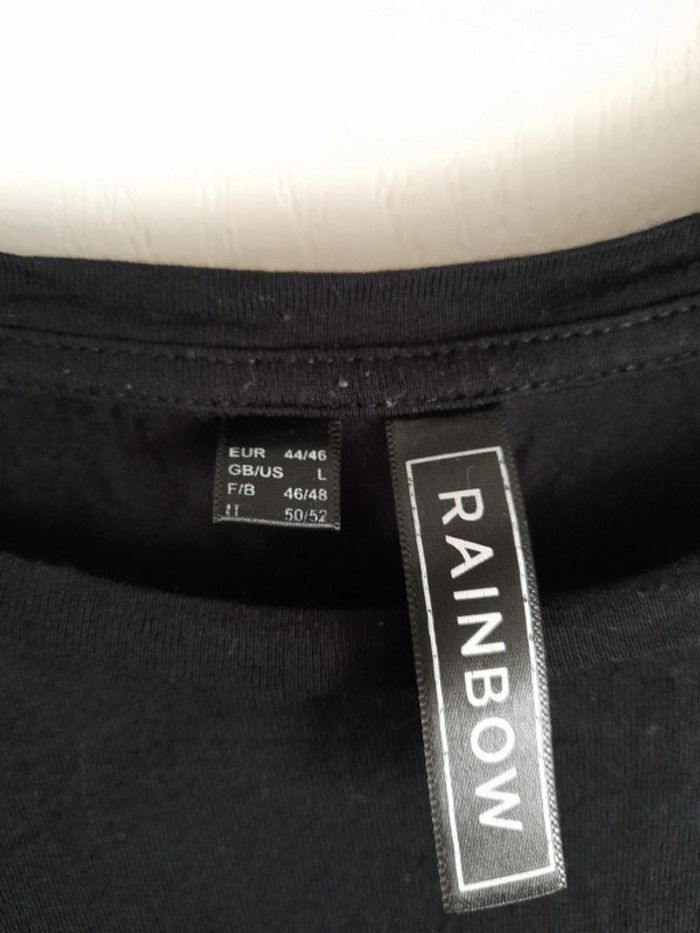 EUR 44/46
GB/US L
F/B 46/48
IT 50/52
RAINBOW